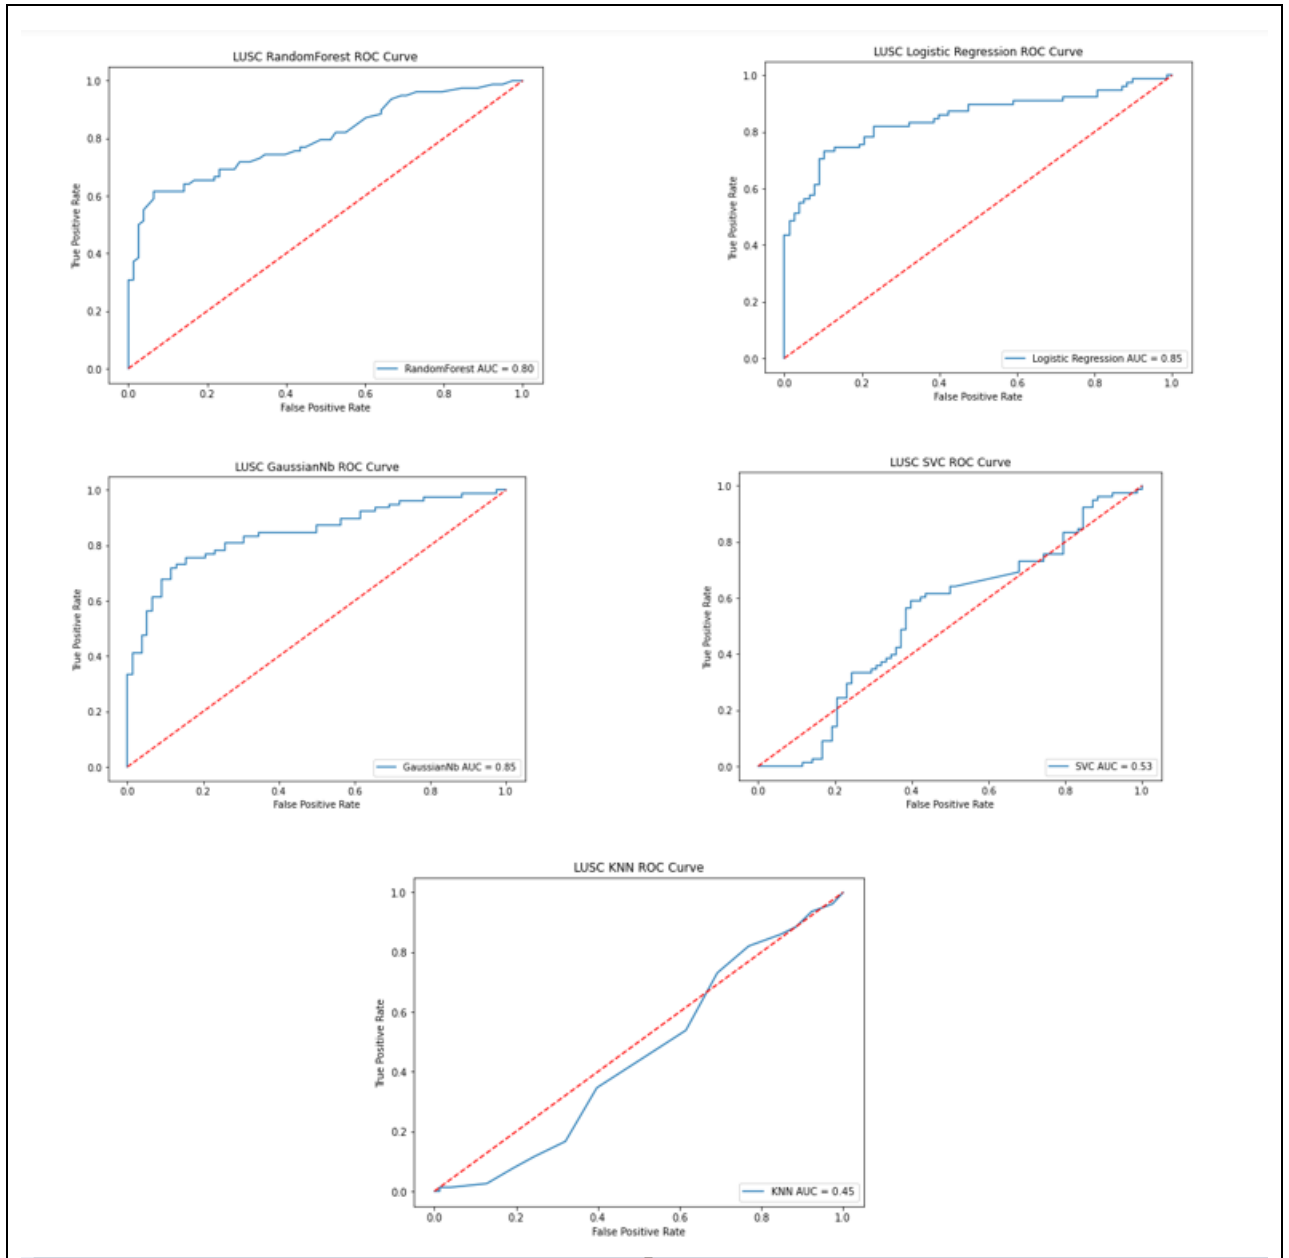 LUSC RandomForest ROC Curve
1.0
0.8
0.6
0.4
0.2
0.0
True Positive Rate
RandomForest AUC = 0.80
0.0 0.2 0.4 0.6 0.8 1.0
False Positive Rate
LUSC Logistic Regression ROC Curve
1.0
0.8
0.6
0.4
0.2
0.0
True Positive Rate
Logistic Regression AUC = 0.85
0.0 0.2 0.4 0.6 0.8 1.0
False Positive Rate
LUSC GaussianNb ROC Curve
1.0
0.8
0.6
0.4
0.2
0.0
True Positive Rate
GaussianNb AUC = 0.85
0.0 0.2 0.4 0.6 0.8 1.0
False Positive Rate
LUSC SVC ROC Curve
1.0
0.8
0.6
0.4
0.2
0.0
True Positive Rate
SVC AUC = 0.53
0.0 0.2 0.4 0.6 0.8 1.0
False Positive Rate
LUSC KNN ROC Curve
1.0
0.8
0.6
0.4
0.2
0.0
True Positive Rate
KNN AUC = 0.45
0.0 0.2 0.4 0.6 0.8 1.0
False Positive Rate